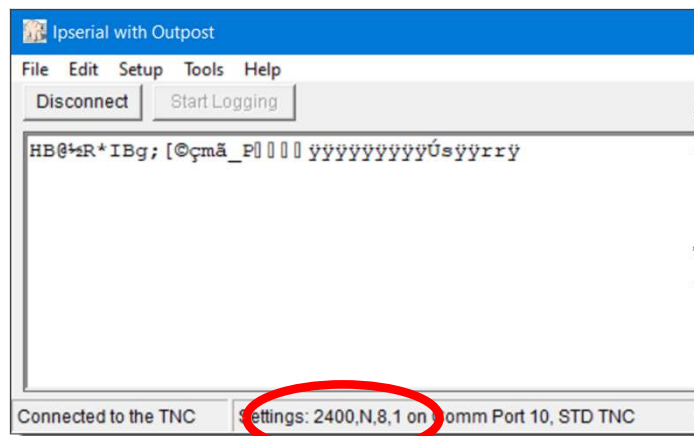 Ipserial with Outpost
File Edit Setup Tools Help
Disconnect Start Logging
HB@½R*IBg;[©çmã_P▯▯▯▯ ÿÿÿÿÿÿÿÿÿÿÚsÿÿrrÿ
Connected to the TNC Settings: 2400,N,8,1 on Comm Port 10, STD TNC